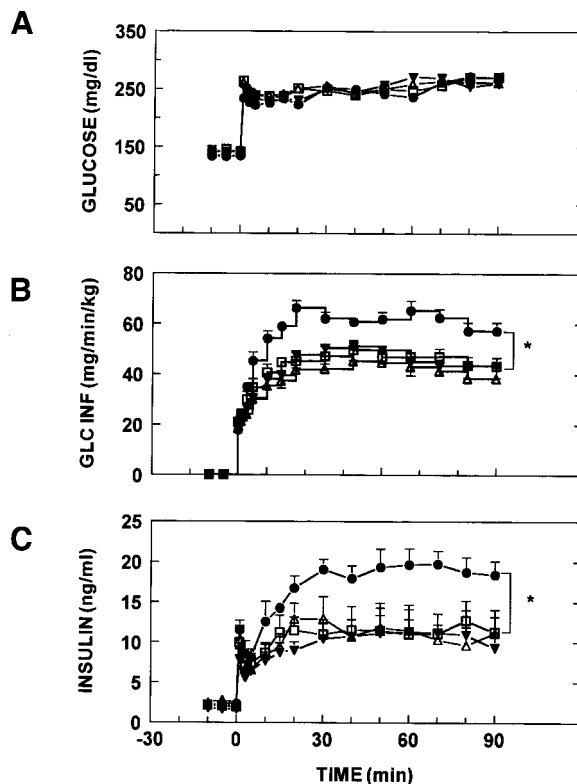 A
GLUCOSE (mg/dl)
350
250
150
50
B
GLC INF (mg/min/kg)
80
60
40
20
0
*
C
INSULIN (ng/ml)
25
20
15
10
5
0
*
-30 0 30 60 90
TIME (min)